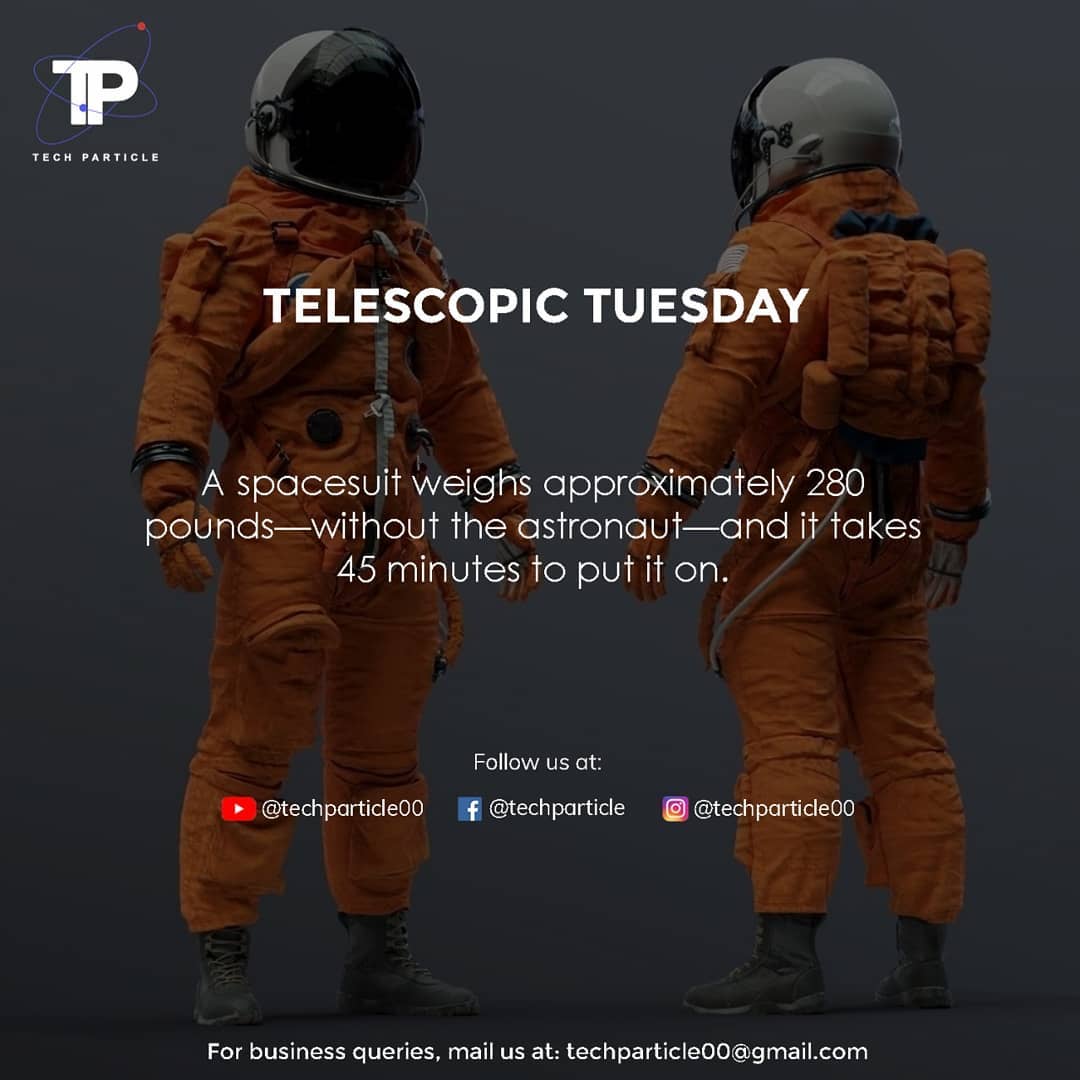 TP
TECH PARTICLE
TELESCOPIC TUESDAY
A spacesuit weighs approximately 280
pounds—without the astronaut—and it takes
45 minutes to put it on.
Follow us at:
@techparticle00 @techparticle @techparticle00
For business queries, mail us at: techparticle00@gmail.com